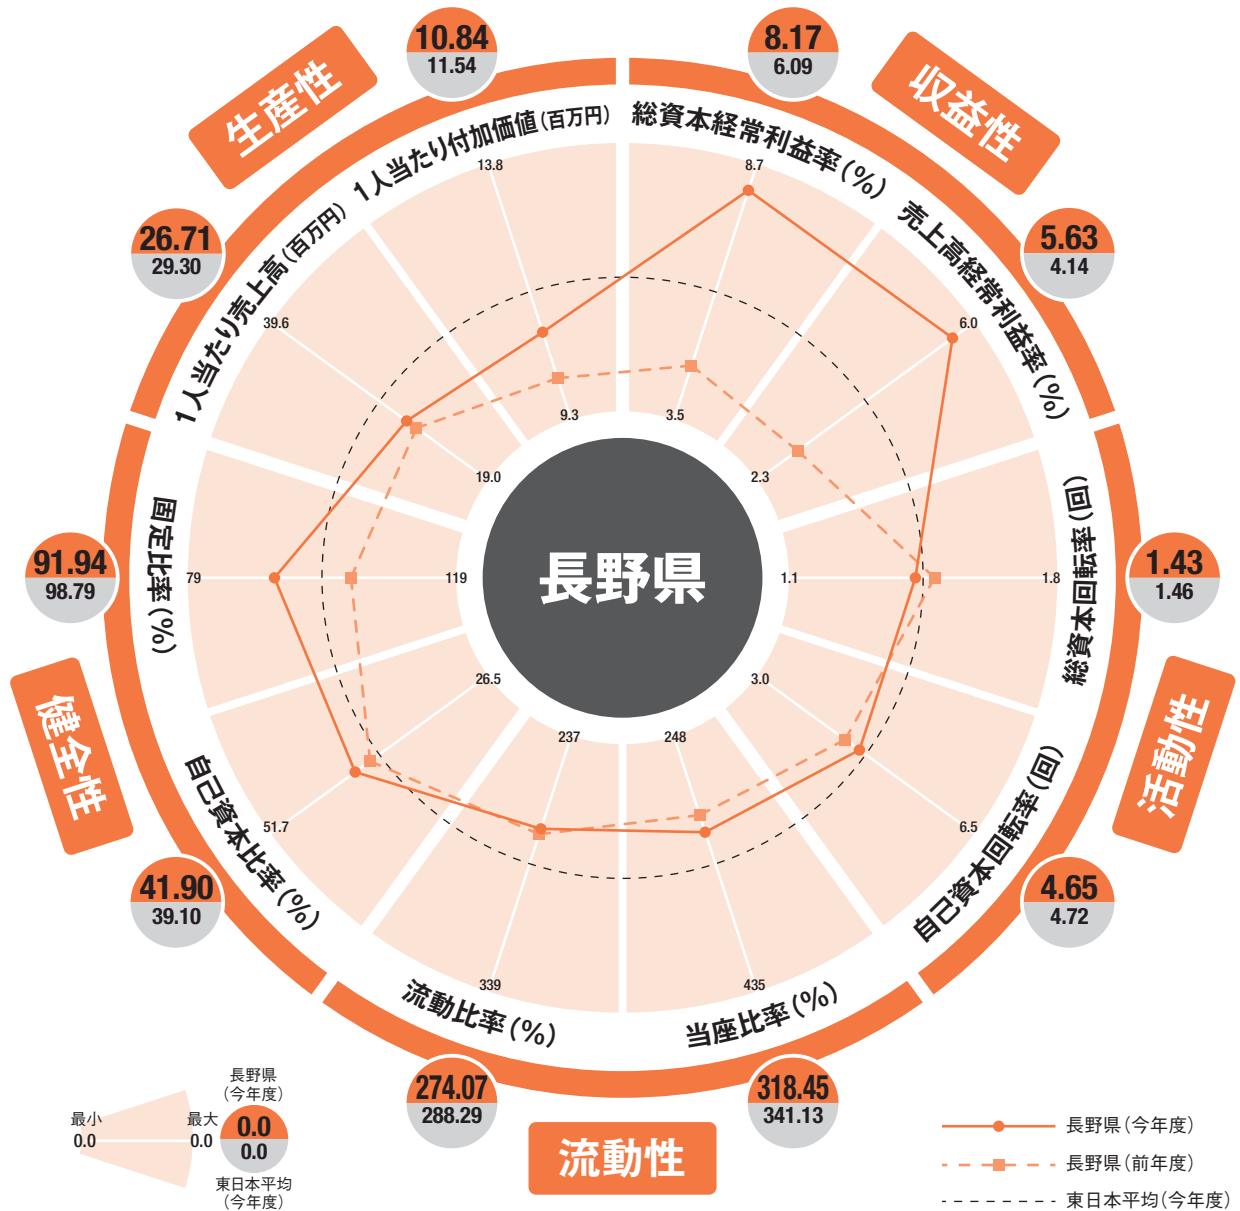 収益性
8.17
6.09
総資本経常利益率(%)
8.7
3.5
5.63
4.14
売上高経常利益率(%)
6.0
2.3
活動性
1.43
1.46
総資本回転率(回)
1.8
1.1
4.65
4.72
自己資本回転率(回)
6.5
3.0
流動性
318.45
341.13
当座比率(%)
435
248
274.07
288.29
流動比率(%)
339
237
健全性
41.90
39.10
自己資本比率(%)
51.7
26.5
91.94
98.79
固定比率(%)
79
119
生産性
26.71
29.30
1人当たり売上高(百万円)
39.6
19.0
10.84
11.54
1人当たり付加価値(百万円)
13.8
9.3
長野県
長野県
(今年度)
最小
0.0
最大
0.0
0.0
0.0
東日本平均
(今年度)
長野県(今年度)
長野県(前年度)
東日本平均(今年度)